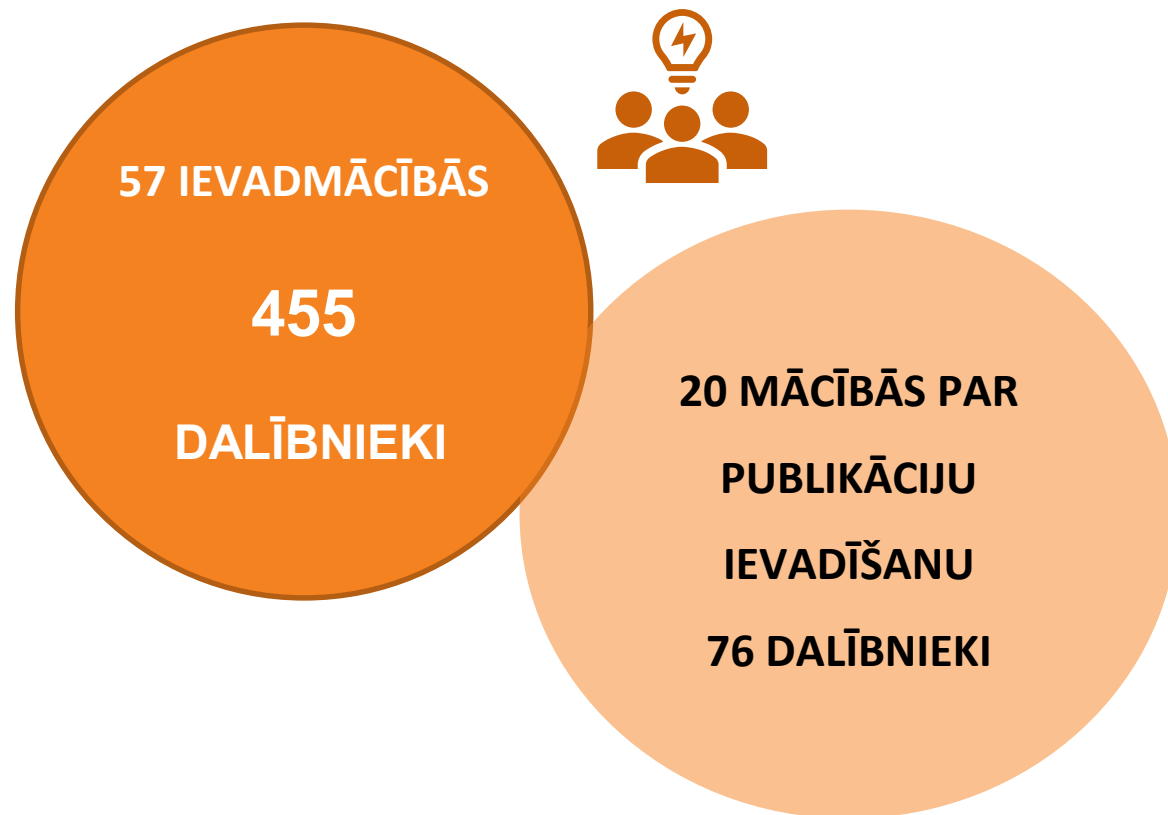 57 IEVADMĀCĪBĀS
455
DALĪBNIEKI
20 MĀCĪBĀS PAR
PUBLIKĀCIJU
IEVADĪŠANU
76 DALĪBNIEKI